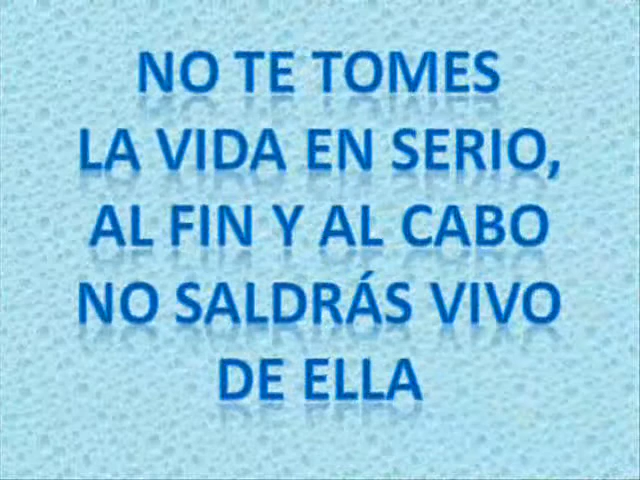 NO TE TOMES
LA VIDA EN SERIO,
AL FIN Y AL CABO
NO SALDRÁS VIVO
DE ELLA